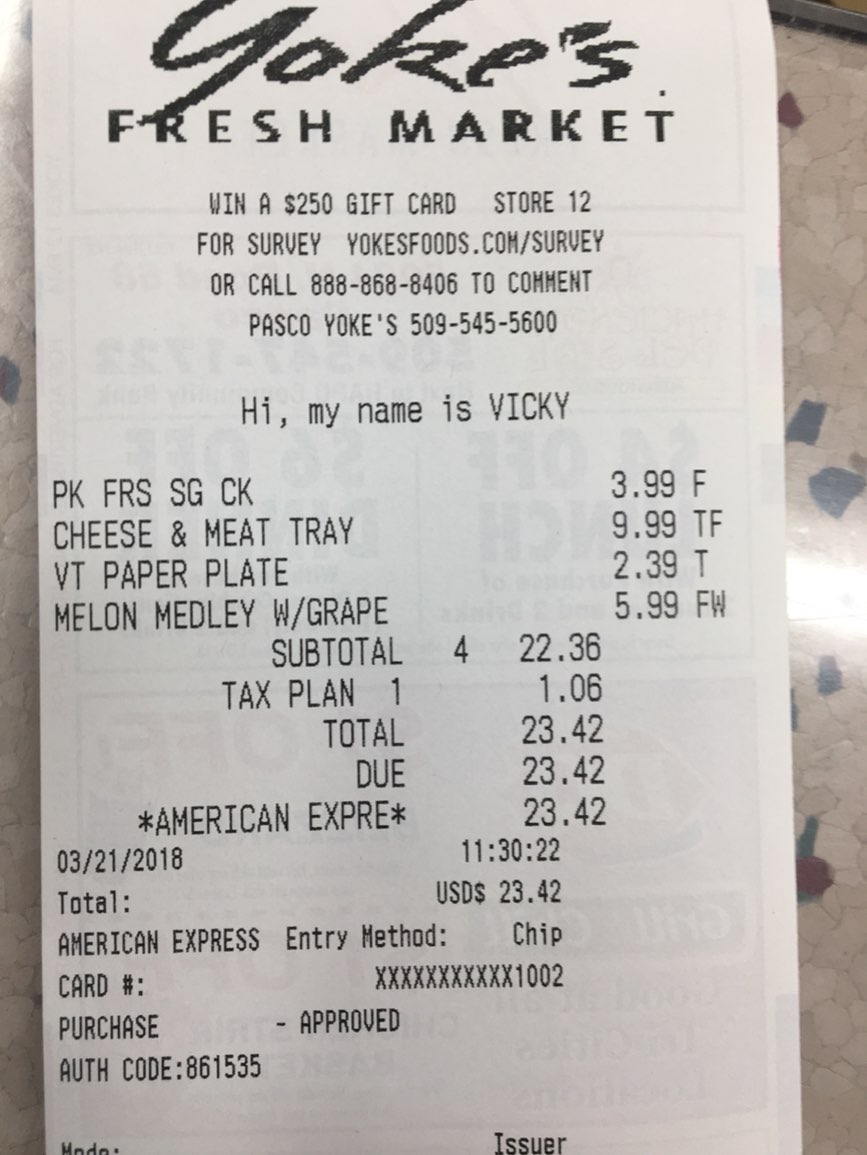 Yoke's
FRESH MARKET
WIN A $250 GIFT CARD STORE 12
FOR SURVEY YOKESFOODS.COM/SURVEY
OR CALL 888-868-8406 TO COMMENT
PASCO YOKE'S 509-545-5600
Hi, my name is VICKY
PK FRS SG CK 3.99 F
CHEESE & MEAT TRAY 9.99 TF
VT PAPER PLATE 2.39 T
MELON MEDLEY W/GRAPE 5.99 FW
SUBTOTAL 4 22.36
TAX PLAN 1 1.06
TOTAL 23.42
DUE 23.42
*AMERICAN EXPRE* 23.42
03/21/2018 11:30:22
Total: USD$ 23.42
AMERICAN EXPRESS Entry Method: Chip
CARD #: XXXXXXXXXXX1002
PURCHASE - APPROVED
AUTH CODE:861535
Mode: Issuer